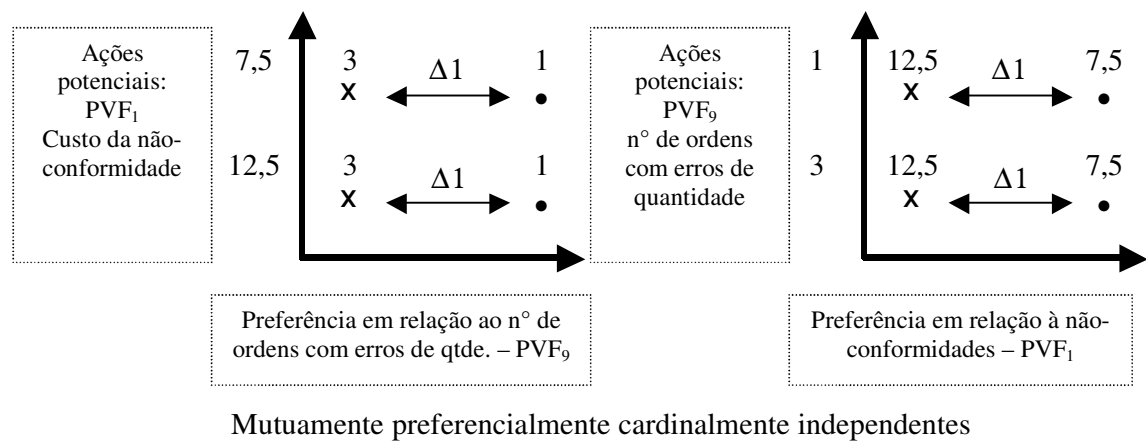 Ações
potenciais:
PVF₁
Custo da não-
conformidade
7,5
3
1
x
Δ1
•
12,5
3
1
x
Δ1
•
Preferência em relação ao n° de
ordens com erros de qtde. – PVF₉
Ações
potenciais:
PVF₉
n° de ordens
com erros de
quantidade
1
12,5
7,5
x
Δ1
•
3
12,5
7,5
x
Δ1
•
Preferência em relação à não-
conformidades – PVF₁
Mutuamente preferencialmente cardinalmente independentes